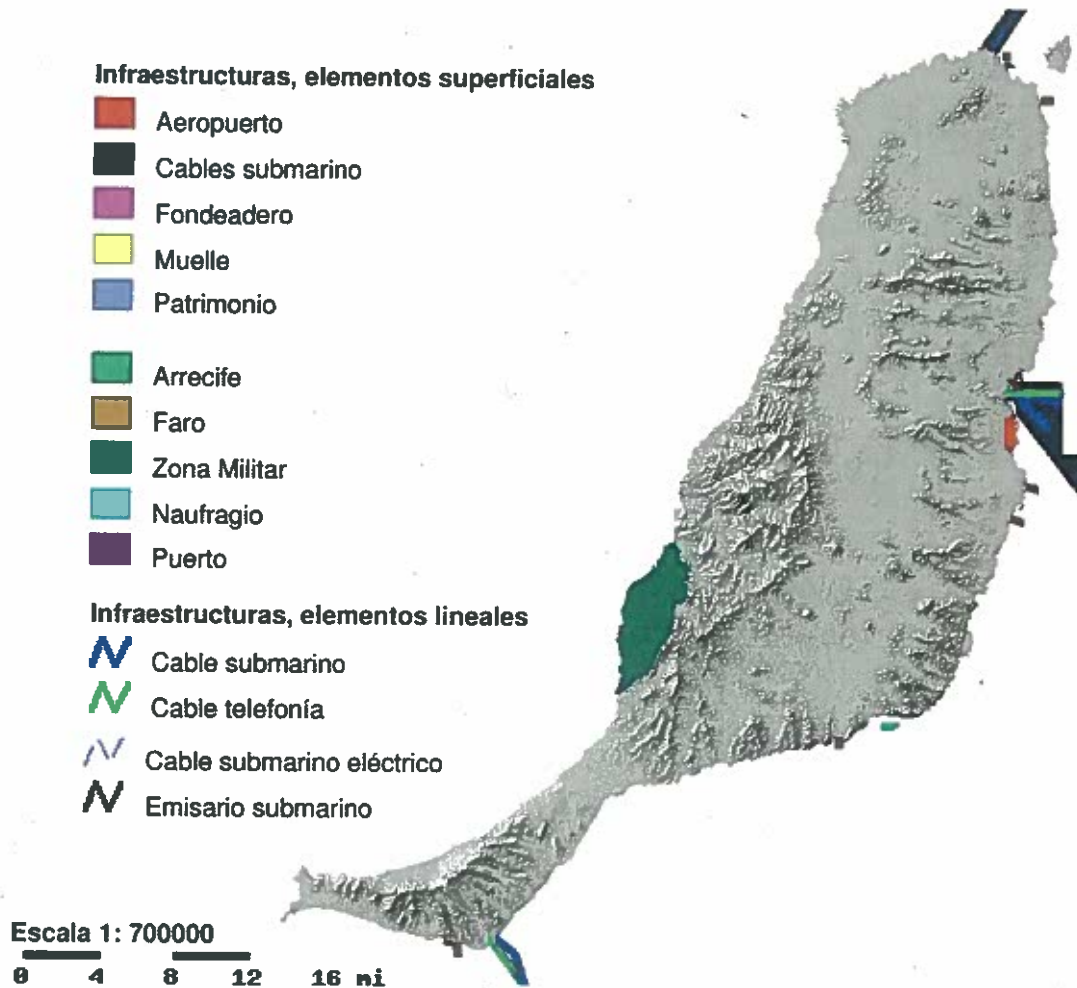 Infraestructuras, elementos superficiales
Aeropuerto
Cables submarino
Fondeadero
Muelle
Patrimonio
Arrecife
Faro
Zona Militar
Naufragio
Puerto
Infraestructuras, elementos lineales
Cable submarino
Cable telefonía
Cable submarino eléctrico
Emisario submarino
Escala 1: 700000
0 4 8 12 16 mi